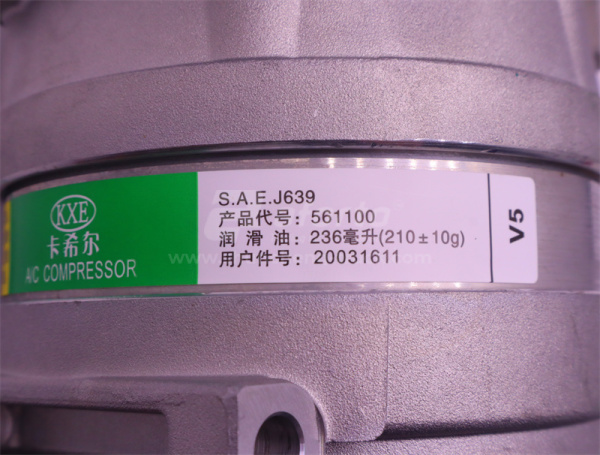 KXE
卡希尔
A/C COMPRESSOR
S.A.E.J639
产品代号：561100
润 滑 油：236毫升(210±10g)
用户件号：20031611
V5